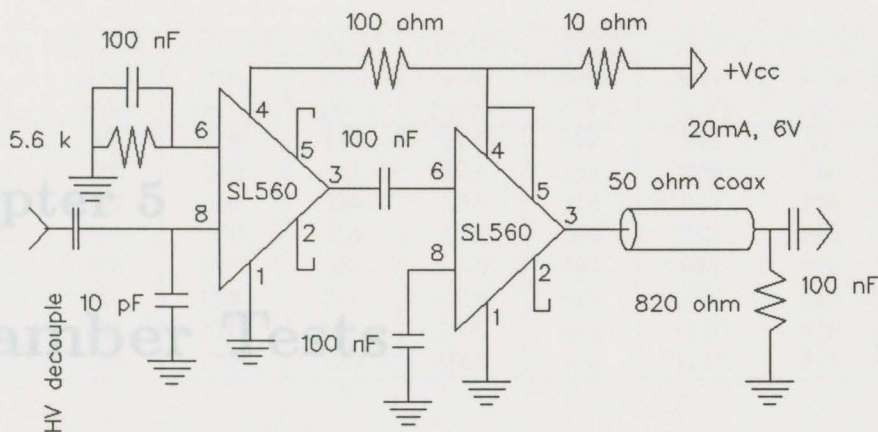 100 ohm
10 ohm
100 nF
+Vcc
4
5.6 k
6
5
100 nF
20mA, 6V
4
3
6
5
50 ohm coax
SL560
8
3
2
SL560
8
2
10 pF
1
820 ohm
100 nF
1
100 nF
HV decouple
pter 5
amber Tests